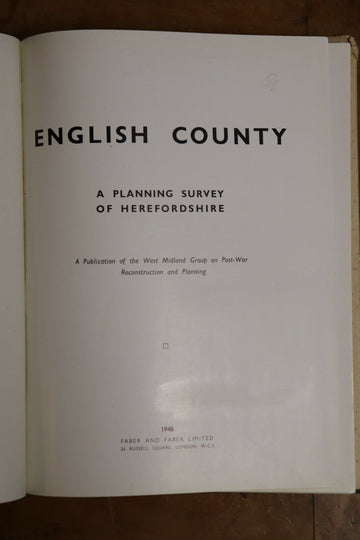 ENGLISH COUNTY
A PLANNING SURVEY
OF HEREFORDSHIRE
A Publication of the West Midland Group on Post-War
Reconstruction and Planning
1946
FABER AND FABER LIMITED
24 RUSSELL SQUARE, LONDON, W.C.1